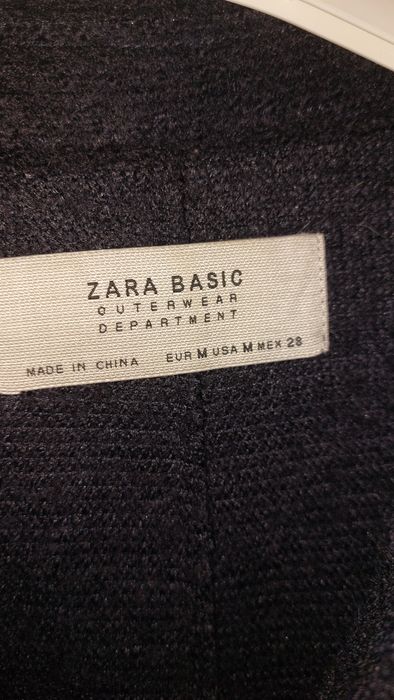 ZARA BASIC
OUTERWEAR
DEPARTMENT
MADE IN CHINA EUR M USA M MEX 28